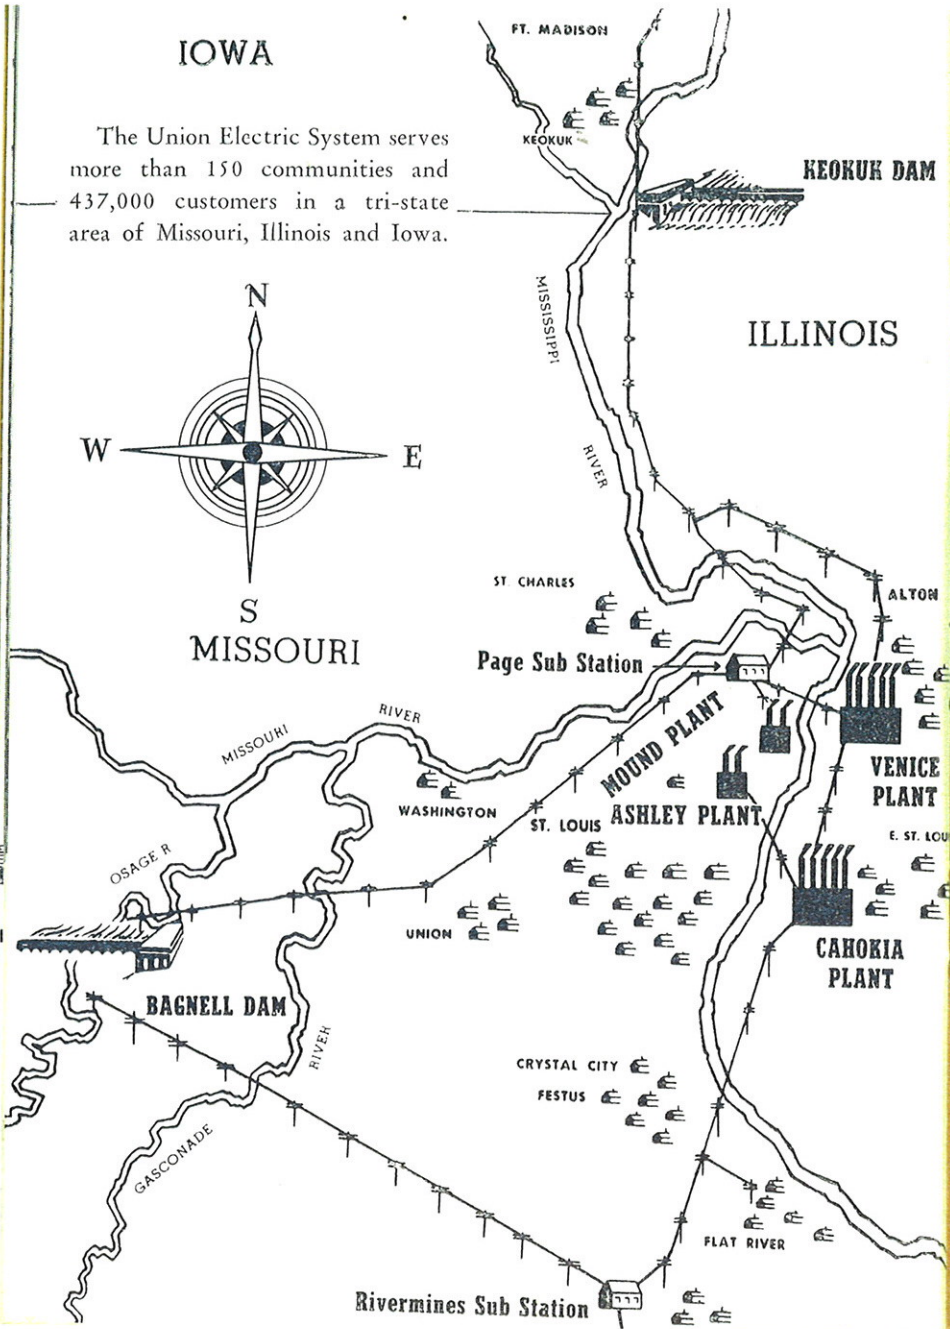 IOWA
FT. MADISON
The Union Electric System serves
more than 150 communities and
437,000 customers in a tri-state
area of Missouri, Illinois and Iowa.
KEOKUK
KEOKUK DAM
N
W
E
S
MISSISSIPPI
RIVER
ILLINOIS
ST. CHARLES
ALTON
MISSOURI
Page Sub Station
MISSOURI
RIVER
MOUND PLANT
VENICE
PLANT
WASHINGTON
ST. LOUIS
ASHLEY PLANT
E. ST. LOU
OSAGE R
UNION
CAHOKIA
PLANT
BAGNELL DAM
RIVER
GASCONADE
CRYSTAL CITY
FESTUS
FLAT RIVER
Rivermines Sub Station